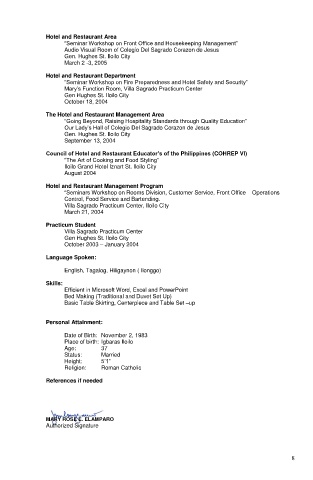 Hotel and Restaurant Area
"Seminar Workshop on Front Office and Housekeeping Management"
Audio Visual Room of Colegio Del Sagrado Corazon de Jesus
Gen. Hughes St. Iloilo City
March 2 -3, 2005
Hotel and Restaurant Department
"Seminar Workshop on Fire Preparedness and Hotel Safety and Security"
Mary's Function Room, Villa Sagrado Practicum Center
Gen Hughes St. Iloilo City
October 18, 2004
The Hotel and Restaurant Management Area
"Going Beyond, Raising Hospitality Standards through Quality Education"
Our Lady's Hall of Colegio Del Sagrado Corazon de Jesus
Gen. Hughes St. Iloilo City
September 13, 2004
Council of Hotel and Restaurant Educator's of the Philippines (COHREP VI)
"The Art of Cooking and Food Styling"
Iloilo Grand Hotel Iznart St. Iloilo City
August 2004
Hotel and Restaurant Management Program
"Seminars Workshop on Rooms Division, Customer Service, Front Office Operations
Control, Food Service and Bartending.
Villa Sagrado Practicum Center, Iloilo City
March 21, 2004
Practicum Student
Villa Sagrado Practicum Center
Gen Hughes St. Iloilo City
October 2003 – January 2004
Language Spoken:
English, Tagalog, Hiligaynon ( Ilonggo)
Skills:
Efficient in Microsoft Word, Excel and PowerPoint
Bed Making (Traditional and Duvet Set Up)
Basic Table Skirting, Centerpiece and Table Set –up
Personal Attainment:
Date of Birth: November 2, 1983
Place of birth: Igbaras Iloilo
Age: 37
Status: Married
Height: 5'1"
Religion: Roman Catholic
References if needed
MARY ROSE E. ELAMPARO
Authorized Signature